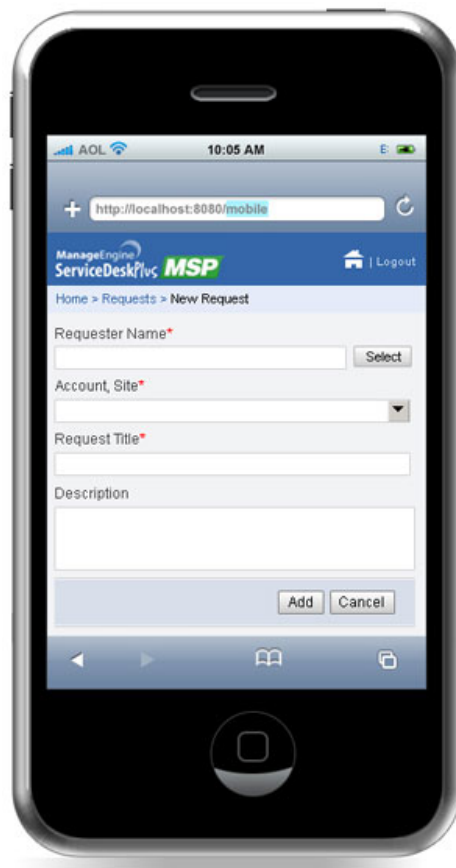 AOL 10:05 AM E:
http://localhost:8080/mobile
ManageEngine
ServiceDeskPlus MSP | Logout
Home > Requests > New Request
Requester Name*
Select
Account, Site*
Request Title*
Description
Add Cancel